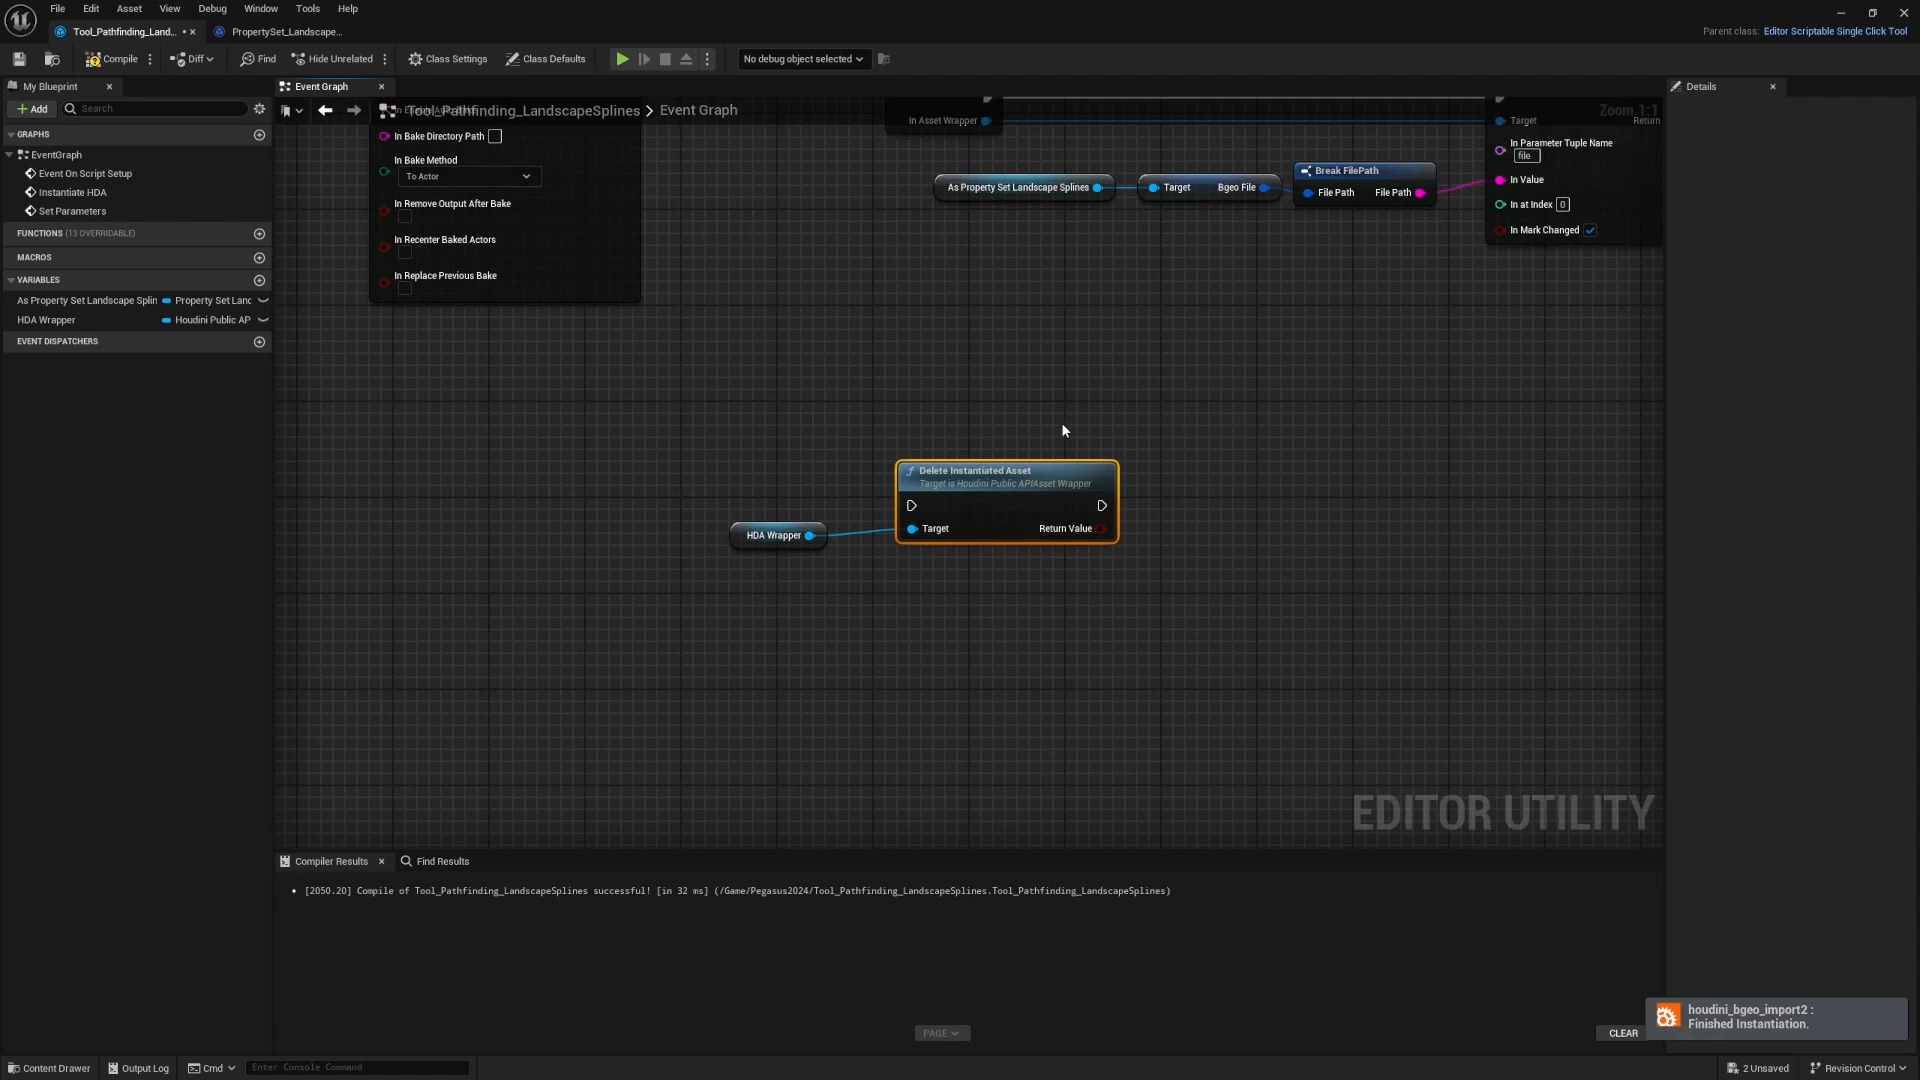 File Edit Asset View Debug Window Tools Help
Tool_Pathfinding_Land... PropertySet_Landscape...
Parent class: Editor Scriptable Single Click Tool
Compile Diff Find Hide Unrelated Class Settings Class Defaults No debug object selected
My Blueprint
Event Graph
Details
Add Search
Tool_Pathfinding_LandscapeSplines > Event Graph
Zoom 1:1
GRAPHS
EventGraph
Event On Script Setup
Instantiate HDA
Set Parameters
FUNCTIONS (13 OVERRIDABLE)
MACROS
VARIABLES
As Property Set Landscape Splin Property Set Lanc
HDA Wrapper Houdini Public AP
EVENT DISPATCHERS
In Bake Directory Path
In Bake Method
To Actor
In Remove Output After Bake
In Recenter Baked Actors
In Replace Previous Bake
In Asset Wrapper
As Property Set Landscape Splines
Target Bgeo File
Break FilePath
File Path File Path
Target Return
In Parameter Tuple Name
file
In Value
In at Index 0
In Mark Changed
Delete Instantiated Asset
Target is Houdini Public APIAsset Wrapper
Target Return Value
HDA Wrapper
EDITOR UTILITY
Compiler Results Find Results
[2050.20] Compile of Tool_Pathfinding_LandscapeSplines successful! [in 32 ms] (/Game/Pegasus2024/Tool_Pathfinding_LandscapeSplines.Tool_Pathfinding_LandscapeSplines)
PAGE
CLEAR
houdini_bgeo_import2 :
Finished Instantiation.
Content Drawer Output Log Cmd Enter Console Command 2 Unsaved Revision Control